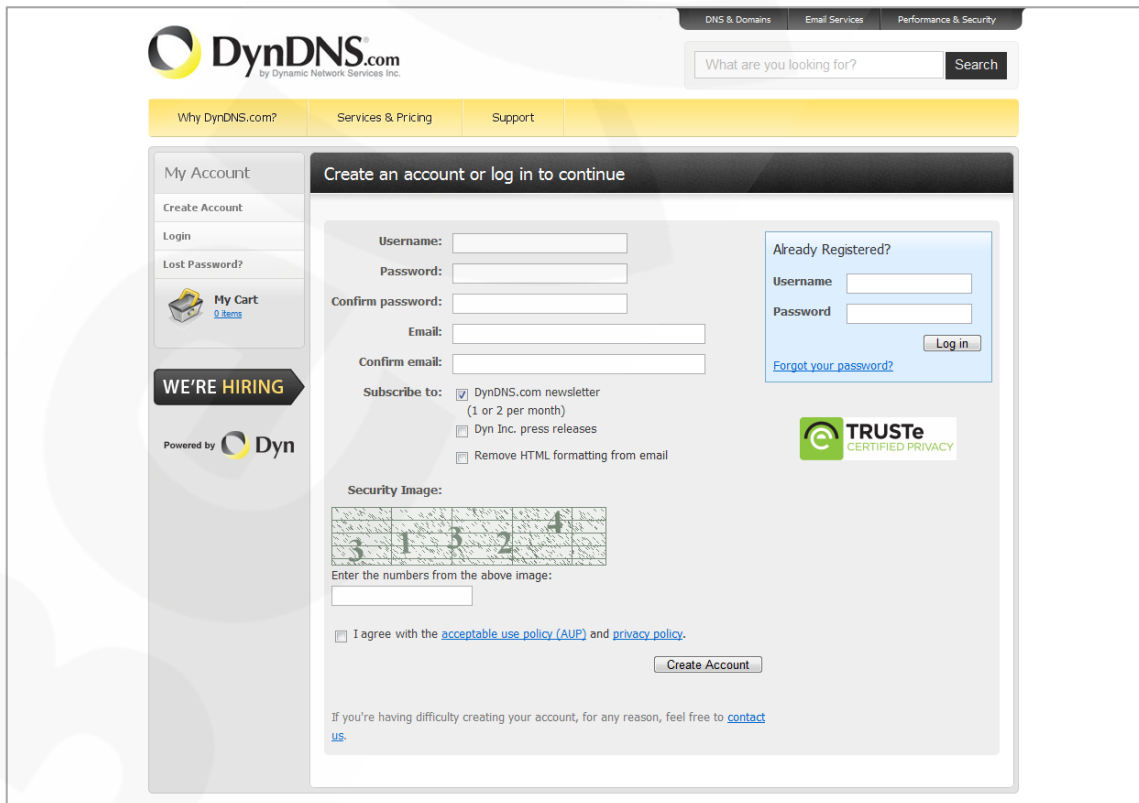 DNS & Domains
Email Services
Performance & Security
DynDNS.com
by Dynamic Network Services Inc.
What are you looking for?
Search
Why DynDNS.com?
Services & Pricing
Support
My Account
Create Account
Login
Lost Password?
My Cart
0 items
WE'RE HIRING
Powered by Dyn
Create an account or log in to continue
Username:
Password:
Confirm password:
Email:
Confirm email:
Subscribe to:
DynDNS.com newsletter
(1 or 2 per month)
Dyn Inc. press releases
Remove HTML formatting from email
Security Image:
3 1 3 2 4
Enter the numbers from the above image:
I agree with the acceptable use policy (AUP) and privacy policy.
Create Account
If you're having difficulty creating your account, for any reason, feel free to contact
us.
Already Registered?
Username
Password
Log in
Forgot your password?
TRUSTe
CERTIFIED PRIVACY